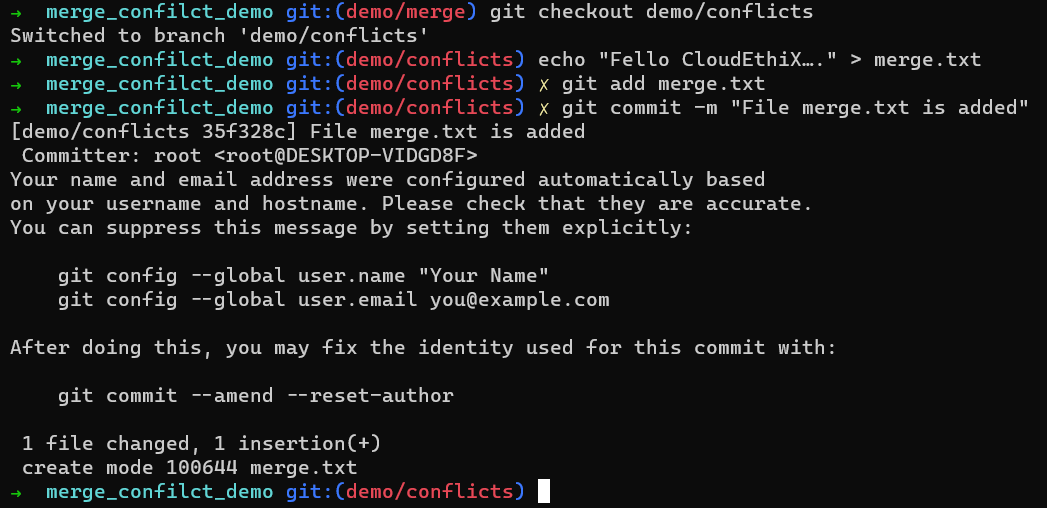 → merge_confilct_demo git:(demo/merge) git checkout demo/conflicts
Switched to branch 'demo/conflicts'
→ merge_confilct_demo git:(demo/conflicts) echo "Fello CloudEthiX…." > merge.txt
→ merge_confilct_demo git:(demo/conflicts) ✗ git add merge.txt
→ merge_confilct_demo git:(demo/conflicts) ✗ git commit -m "File merge.txt is added"
[demo/conflicts 35f328c] File merge.txt is added
 Committer: root <root@DESKTOP-VIDGD8F>
Your name and email address were configured automatically based
on your username and hostname. Please check that they are accurate.
You can suppress this message by setting them explicitly:

    git config --global user.name "Your Name"
    git config --global user.email you@example.com

After doing this, you may fix the identity used for this commit with:

    git commit --amend --reset-author

 1 file changed, 1 insertion(+)
 create mode 100644 merge.txt
→ merge_confilct_demo git:(demo/conflicts)